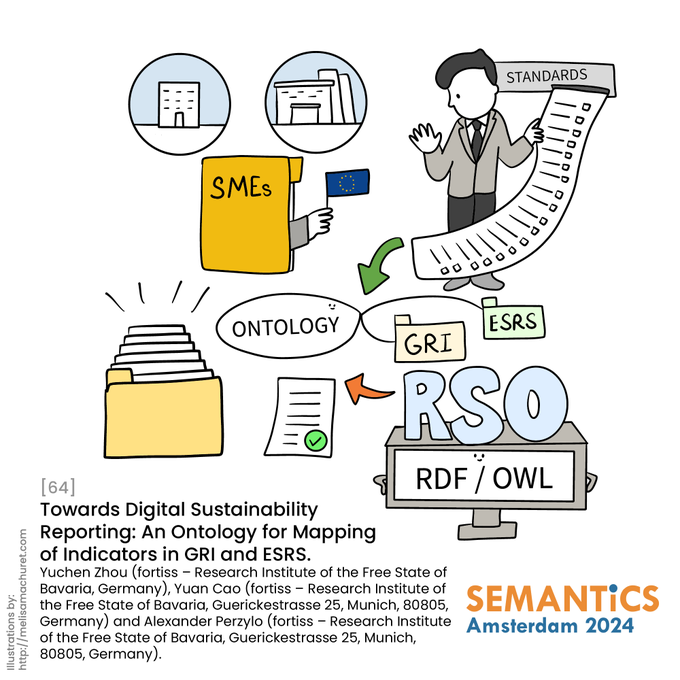 STANDARDS
SMEs
ONTOLOGY
GRI
ESRS
RSO
RDF / OWL
[64]
Towards Digital Sustainability
Reporting: An Ontology for Mapping
of Indicators in GRI and ESRS.
Yuchen Zhou (fortiss – Research Institute of the Free State of
Bavaria, Germany), Yuan Cao (fortiss – Research Institute of
the Free State of Bavaria, Guerickestrasse 25, Munich, 80805,
Germany) and Alexander Perzylo (fortiss – Research Institute
of the Free State of Bavaria, Guerickestrasse 25, Munich,
80805, Germany).
Illustrations by:
http://melisamachuret.com
SEMANTiCS
Amsterdam 2024